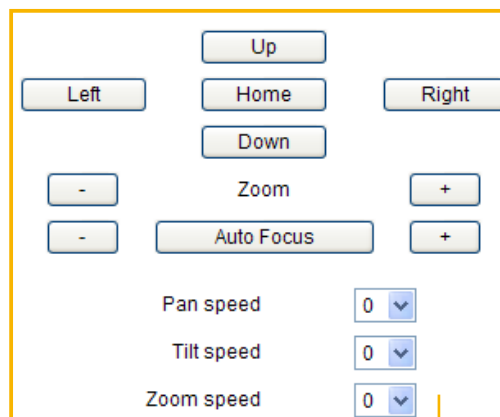 Up
Left Home Right
Down
- Zoom +
- Auto Focus +
Pan speed 0
Tilt speed 0
Zoom speed 0